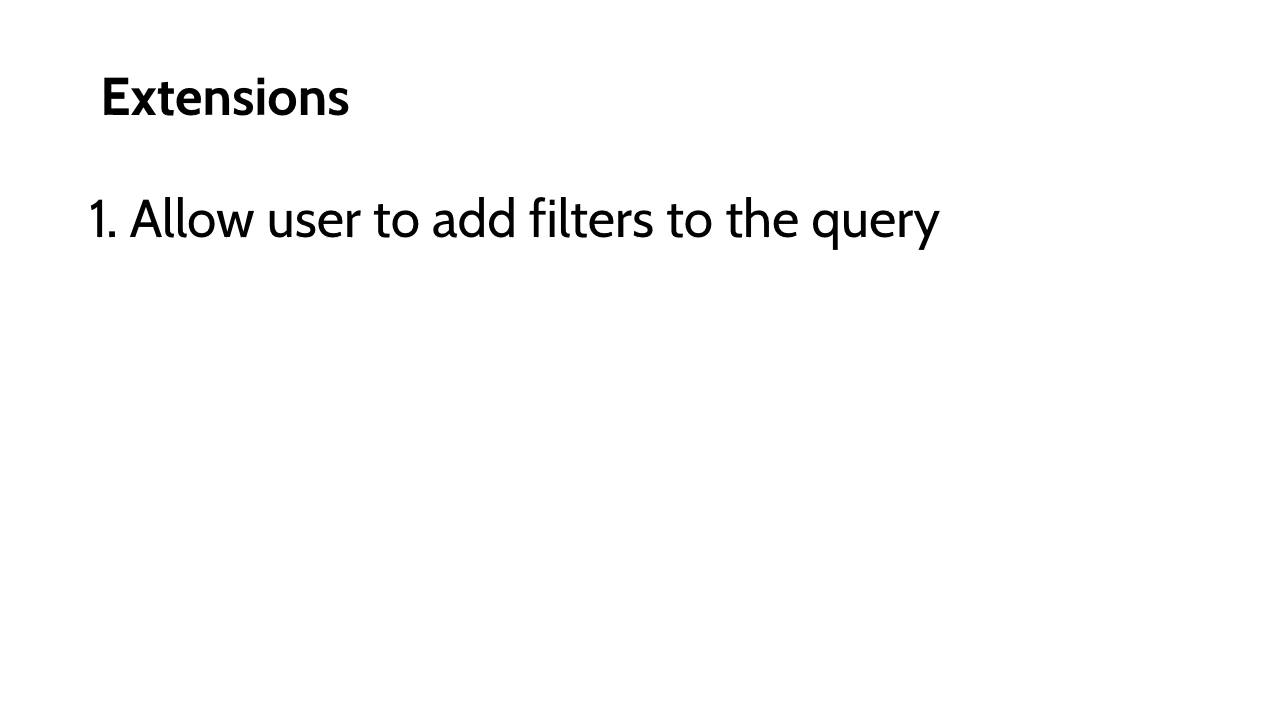 Extensions
1. Allow user to add filters to the query